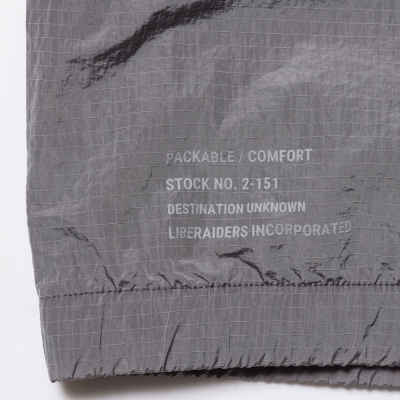 PACKABLE / COMFORT
STOCK NO. 2-151
DESTINATION UNKNOWN
LIBERAIDERS INCORPORATED